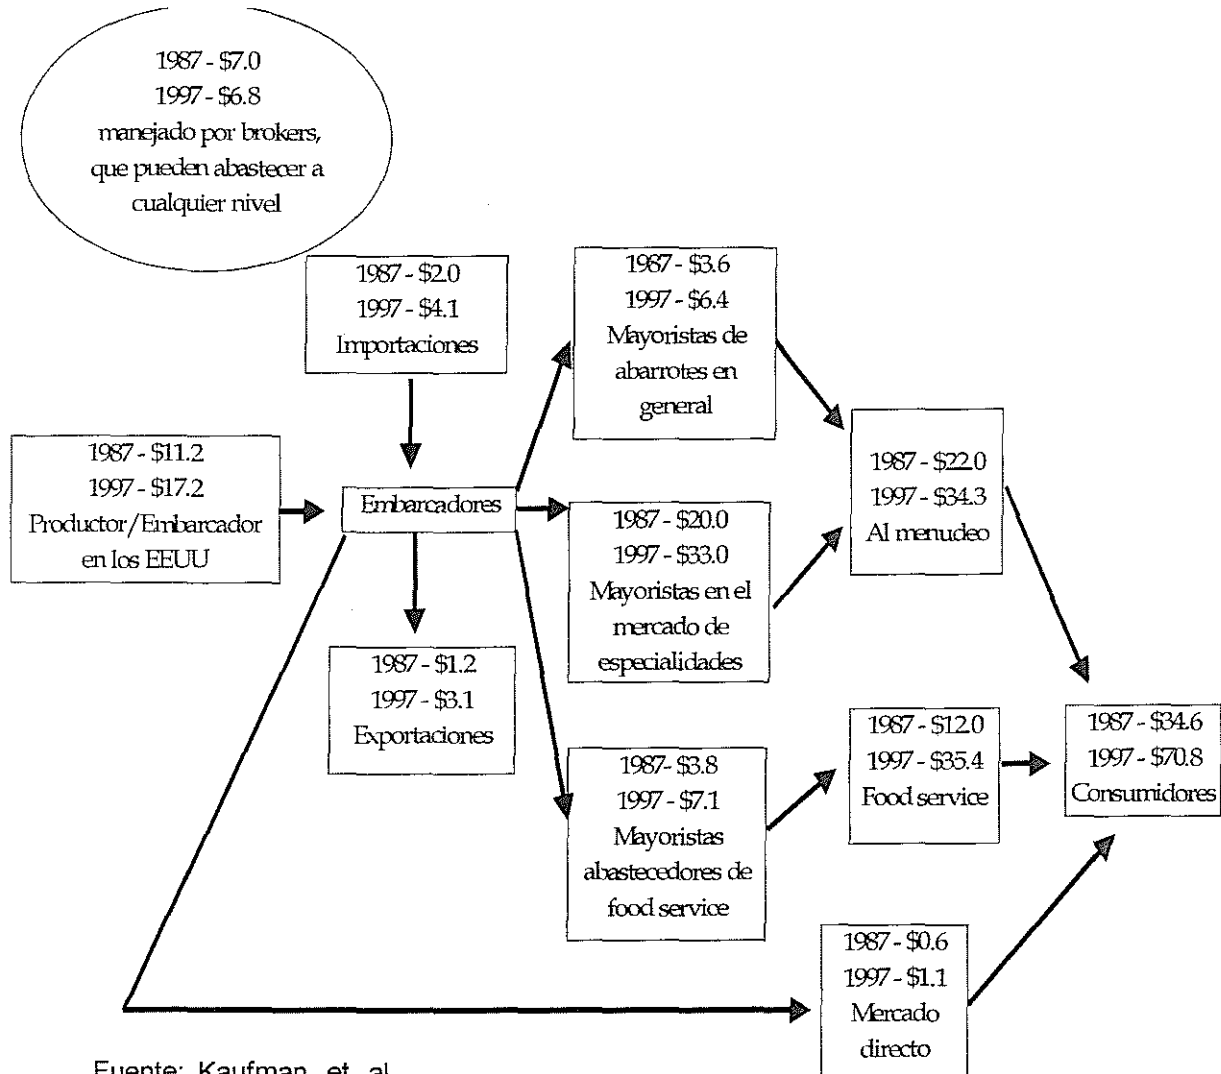 1987 - $7.0
1997 - $6.8
manejado por brokers,
que pueden abastecer a
cualquier nivel
1987 - $2.0
1997 - $4.1
Importaciones
1987 - $3.6
1997 - $6.4
Mayoristas de
abarrotes en
general
1987 - $11.2
1997 - $17.2
Productor/Embarcador
en los EEUU
Embarcadores
1987 - $20.0
1997 - $33.0
Mayoristas en el
mercado de
especialidades
1987 - $22.0
1997 - $34.3
Al menudeo
1987 - $1.2
1997 - $3.1
Exportaciones
1987- $3.8
1997 - $7.1
Mayoristas
abastecedores de
food service
1987 - $12.0
1997 - $35.4
Food service
1987 - $34.6
1997 - $70.8
Consumidores
1987 - $0.6
1997 - $1.1
Mercado
directo
Fuente: Kaufman, et. al.